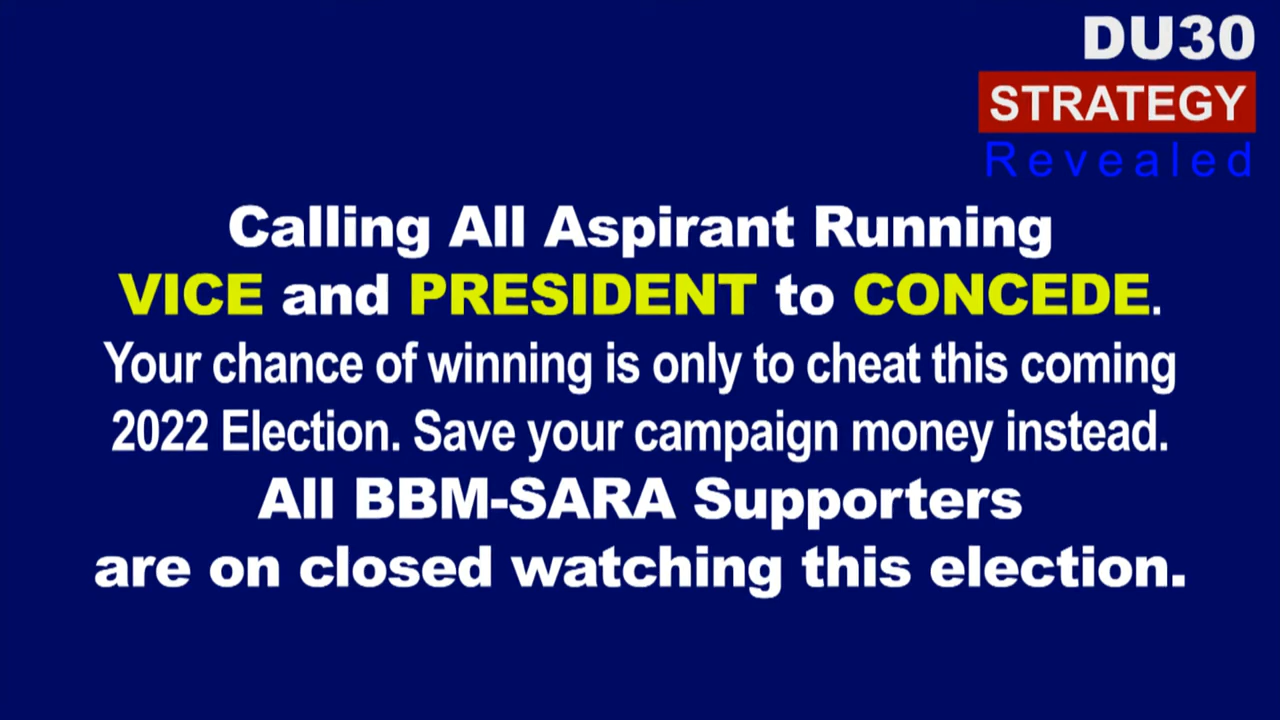 DU30
STRATEGY
Revealed
Calling All Aspirant Running
VICE and PRESIDENT to CONCEDE.
Your chance of winning is only to cheat this coming
2022 Election. Save your campaign money instead.
All BBM-SARA Supporters
are on closed watching this election.